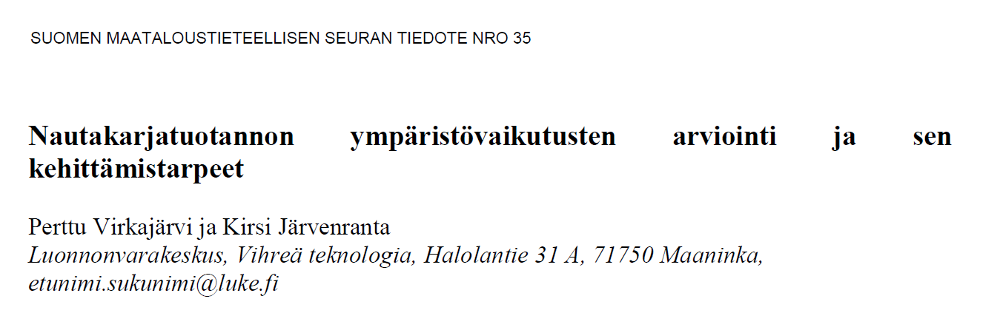 SUOMEN MAATALOUSTIETEELLISEN SEURAN TIEDOTE NRO 35
Nautakarjatuotannon ympäristövaikutusten arviointi ja sen
kehittämistarpeet
Perttu Virkajärvi ja Kirsi Järvenranta
Luonnonvarakeskus, Vihreä teknologia, Halolantie 31 A, 71750 Maaninka,
etunimi.sukunimi@luke.fi